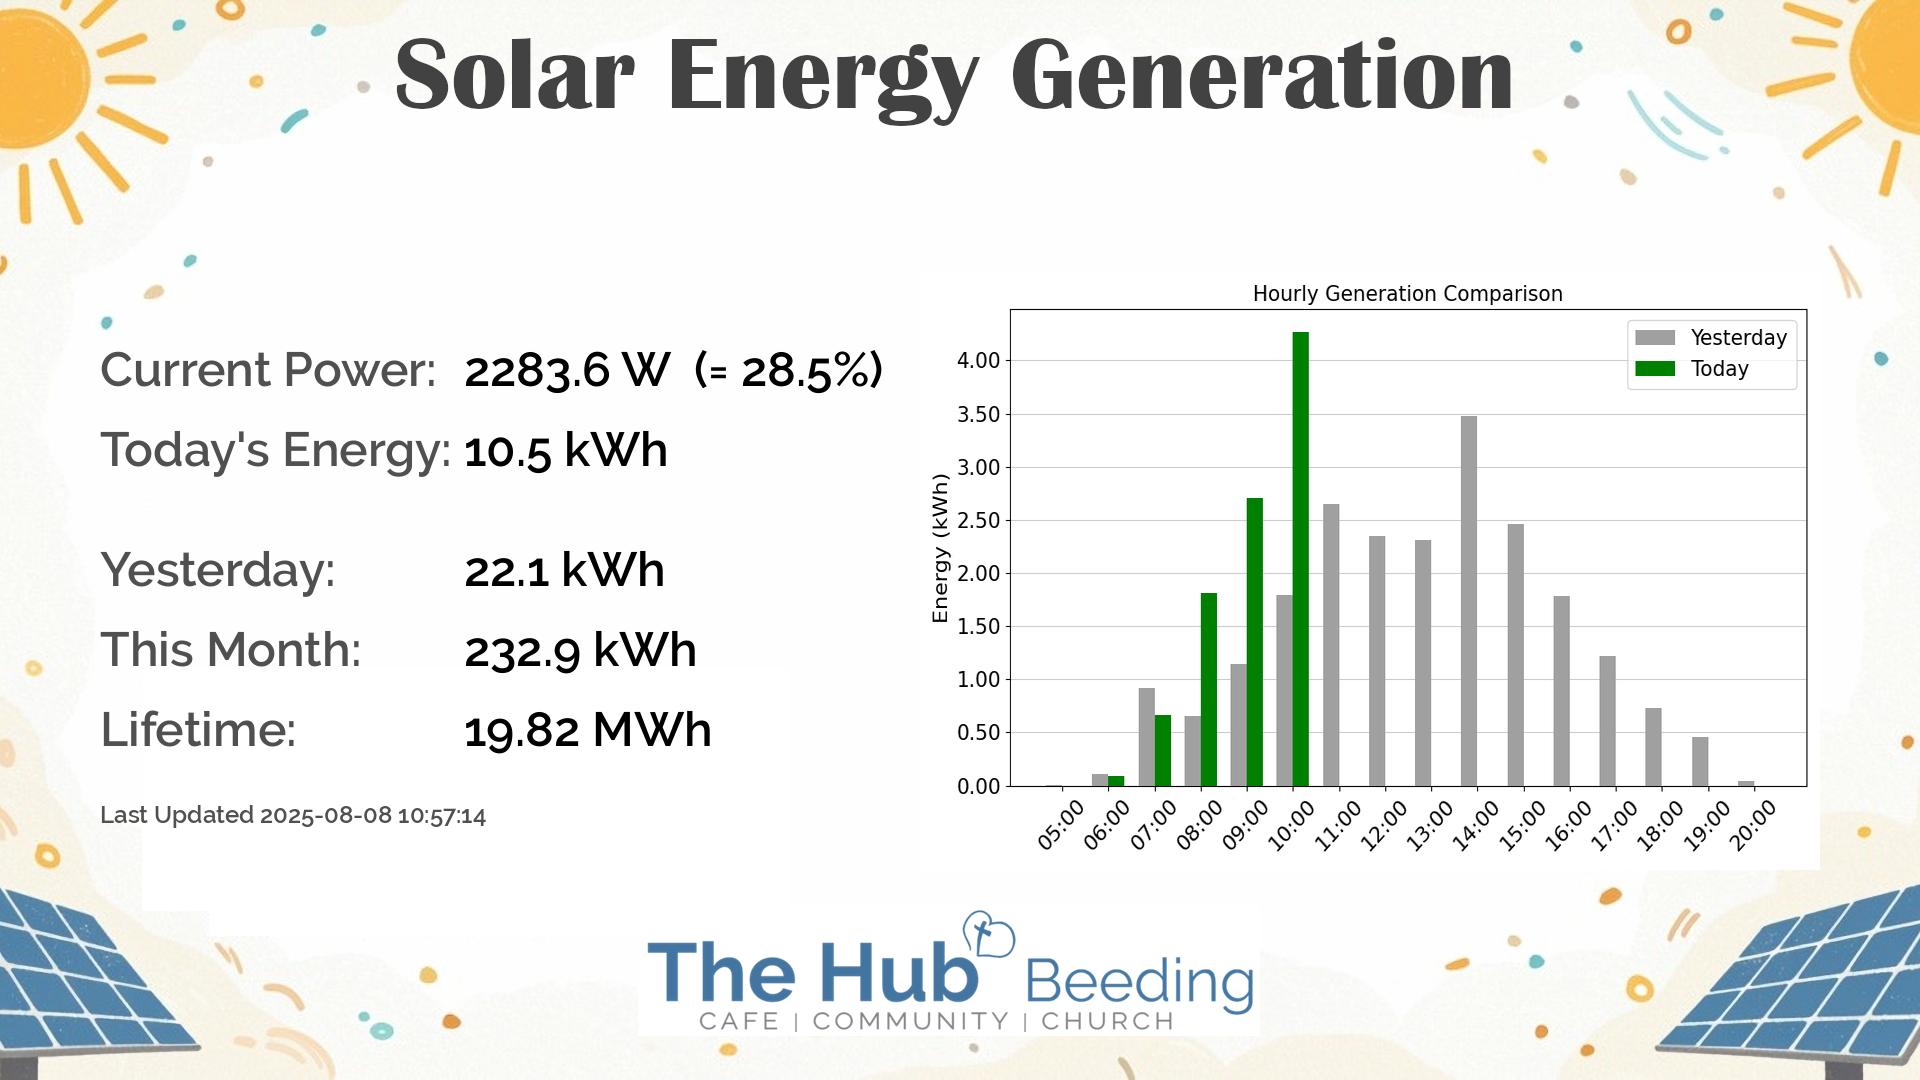 Solar Energy Generation
Current Power: 2283.6 W (= 28.5%)
Today's Energy: 10.5 kWh
Yesterday: 22.1 kWh
This Month: 232.9 kWh
Lifetime: 19.82 MWh
Last Updated 2025-08-08 10:57:14
Hourly Generation Comparison
Yesterday
Today
Energy (kWh)
4.00
3.50
3.00
2.50
2.00
1.50
1.00
0.50
0.00
05:00 06:00 07:00 08:00 09:00 10:00 11:00 12:00 13:00 14:00 15:00 16:00 17:00 18:00 19:00 20:00
The Hub Beeding
CAFE | COMMUNITY | CHURCH